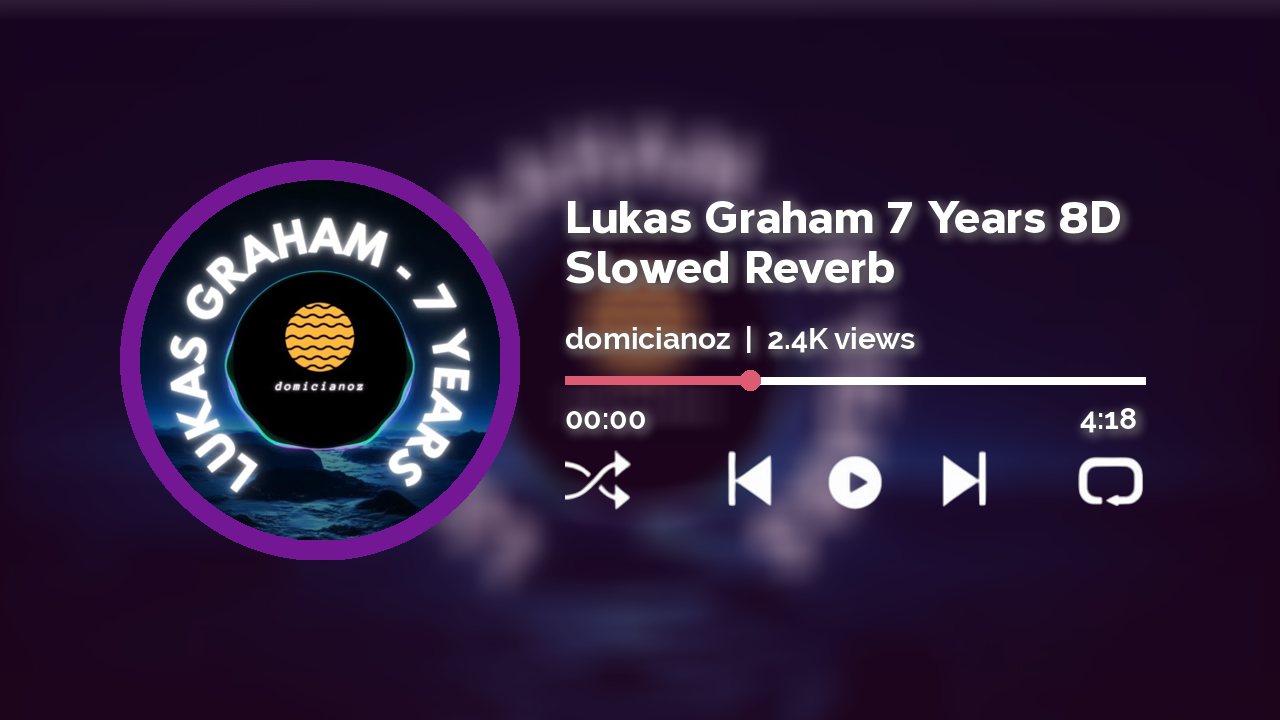 LUKAS GRAHAM - 7 YEARS
domicianoz
Lukas Graham 7 Years 8D
Slowed Reverb
domicianoz | 2.4K views
00:00
4:18